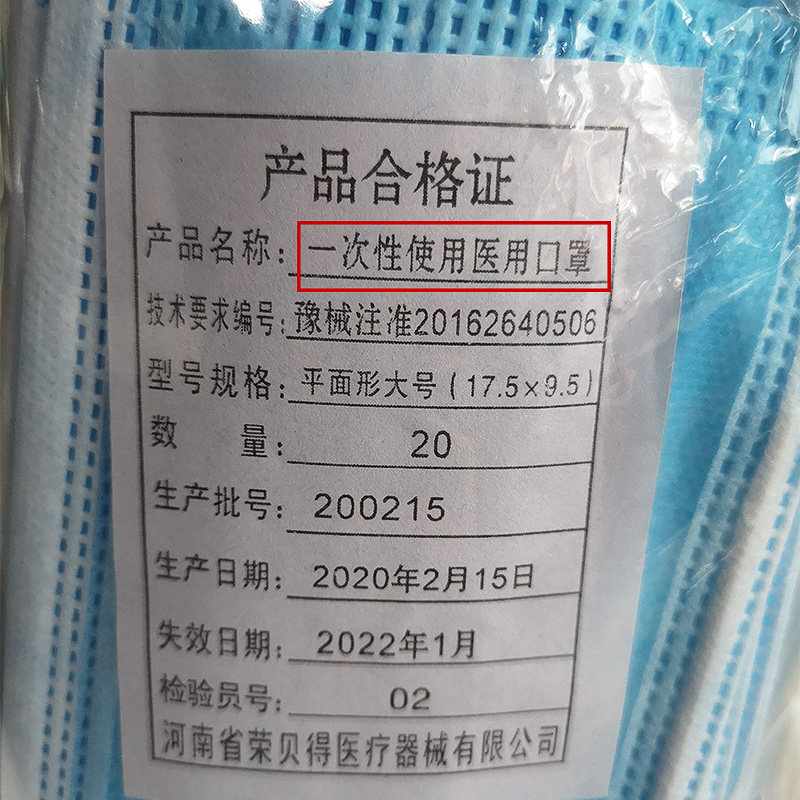 产品合格证
产品名称：一次性使用医用口罩
技术要求编号：豫械注准20162640506
型号规格：平面形大号（17.5×9.5）
数 量：20
生产批号：200215
生产日期：2020年2月15日
失效日期：2022年1月
检验员号：02
河南省荣贝得医疗器械有限公司